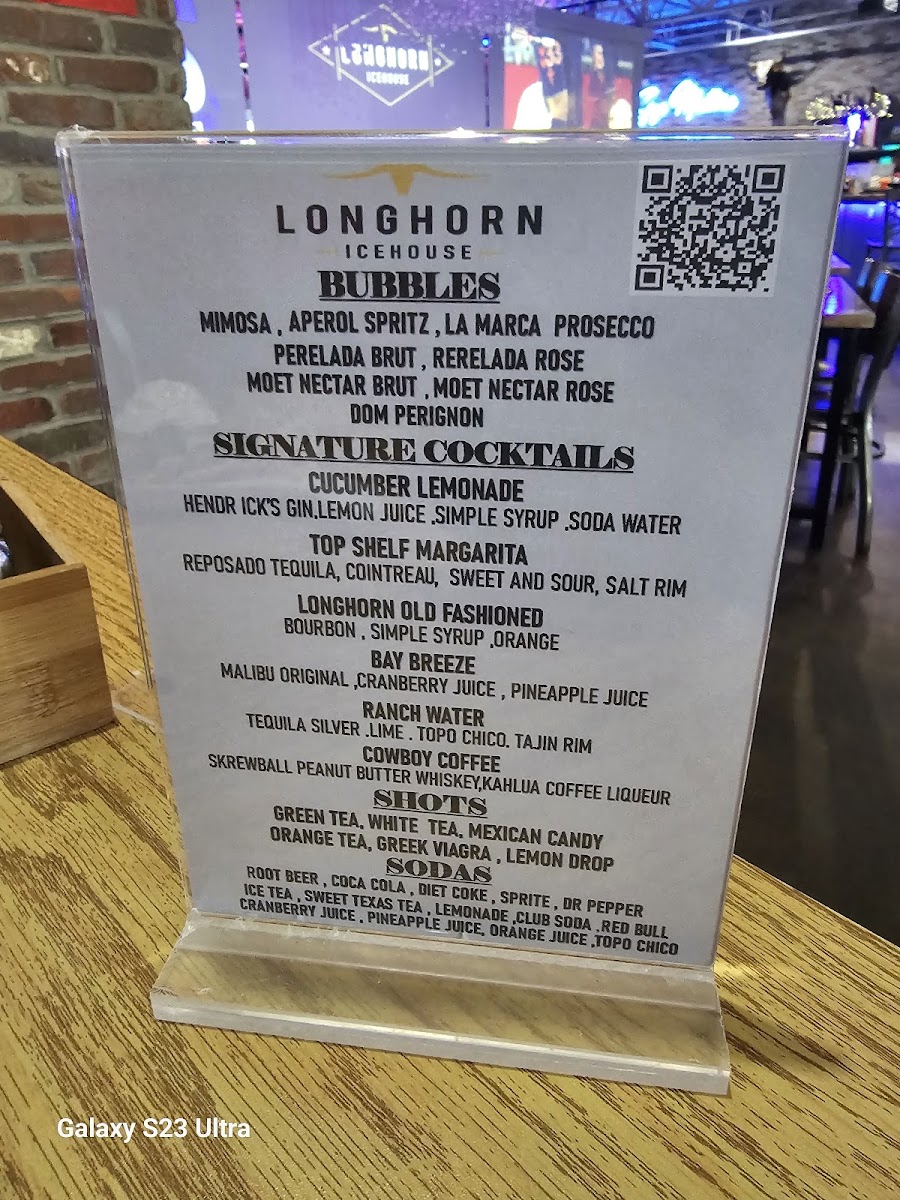 LONGHORN
ICEHOUSE
LONGHORN
ICEHOUSE
BUBBLES
MIMOSA , APEROL SPRITZ , LA MARCA PROSECCO
PERELADA BRUT , RERELADA ROSE
MOET NECTAR BRUT , MOET NECTAR ROSE
DOM PERIGNON
SIGNATURE COCKTAILS
CUCUMBER LEMONADE
HENDR ICK'S GIN.LEMON JUICE .SIMPLE SYRUP .SODA WATER
TOP SHELF MARGARITA
REPOSADO TEQUILA, COINTREAU, SWEET AND SOUR, SALT RIM
LONGHORN OLD FASHIONED
BOURBON , SIMPLE SYRUP ,ORANGE
BAY BREEZE
MALIBU ORIGINAL ,CRANBERRY JUICE , PINEAPPLE JUICE
RANCH WATER
TEQUILA SILVER .LIME . TOPO CHICO. TAJIN RIM
COWBOY COFFEE
SKREWBALL PEANUT BUTTER WHISKEY,KAHLUA COFFEE LIQUEUR
SHOTS
GREEN TEA, WHITE TEA, MEXICAN CANDY
ORANGE TEA, GREEK VIAGRA , LEMON DROP
SODAS
ROOT BEER , COCA COLA , DIET COKE , SPRITE , DR PEPPER
ICE TEA , SWEET TEXAS TEA , LEMONADE ,CLUB SODA .RED BULL
CRANBERRY JUICE , PINEAPPLE JUICE, ORANGE JUICE ,TOPO CHICO
Galaxy S23 Ultra